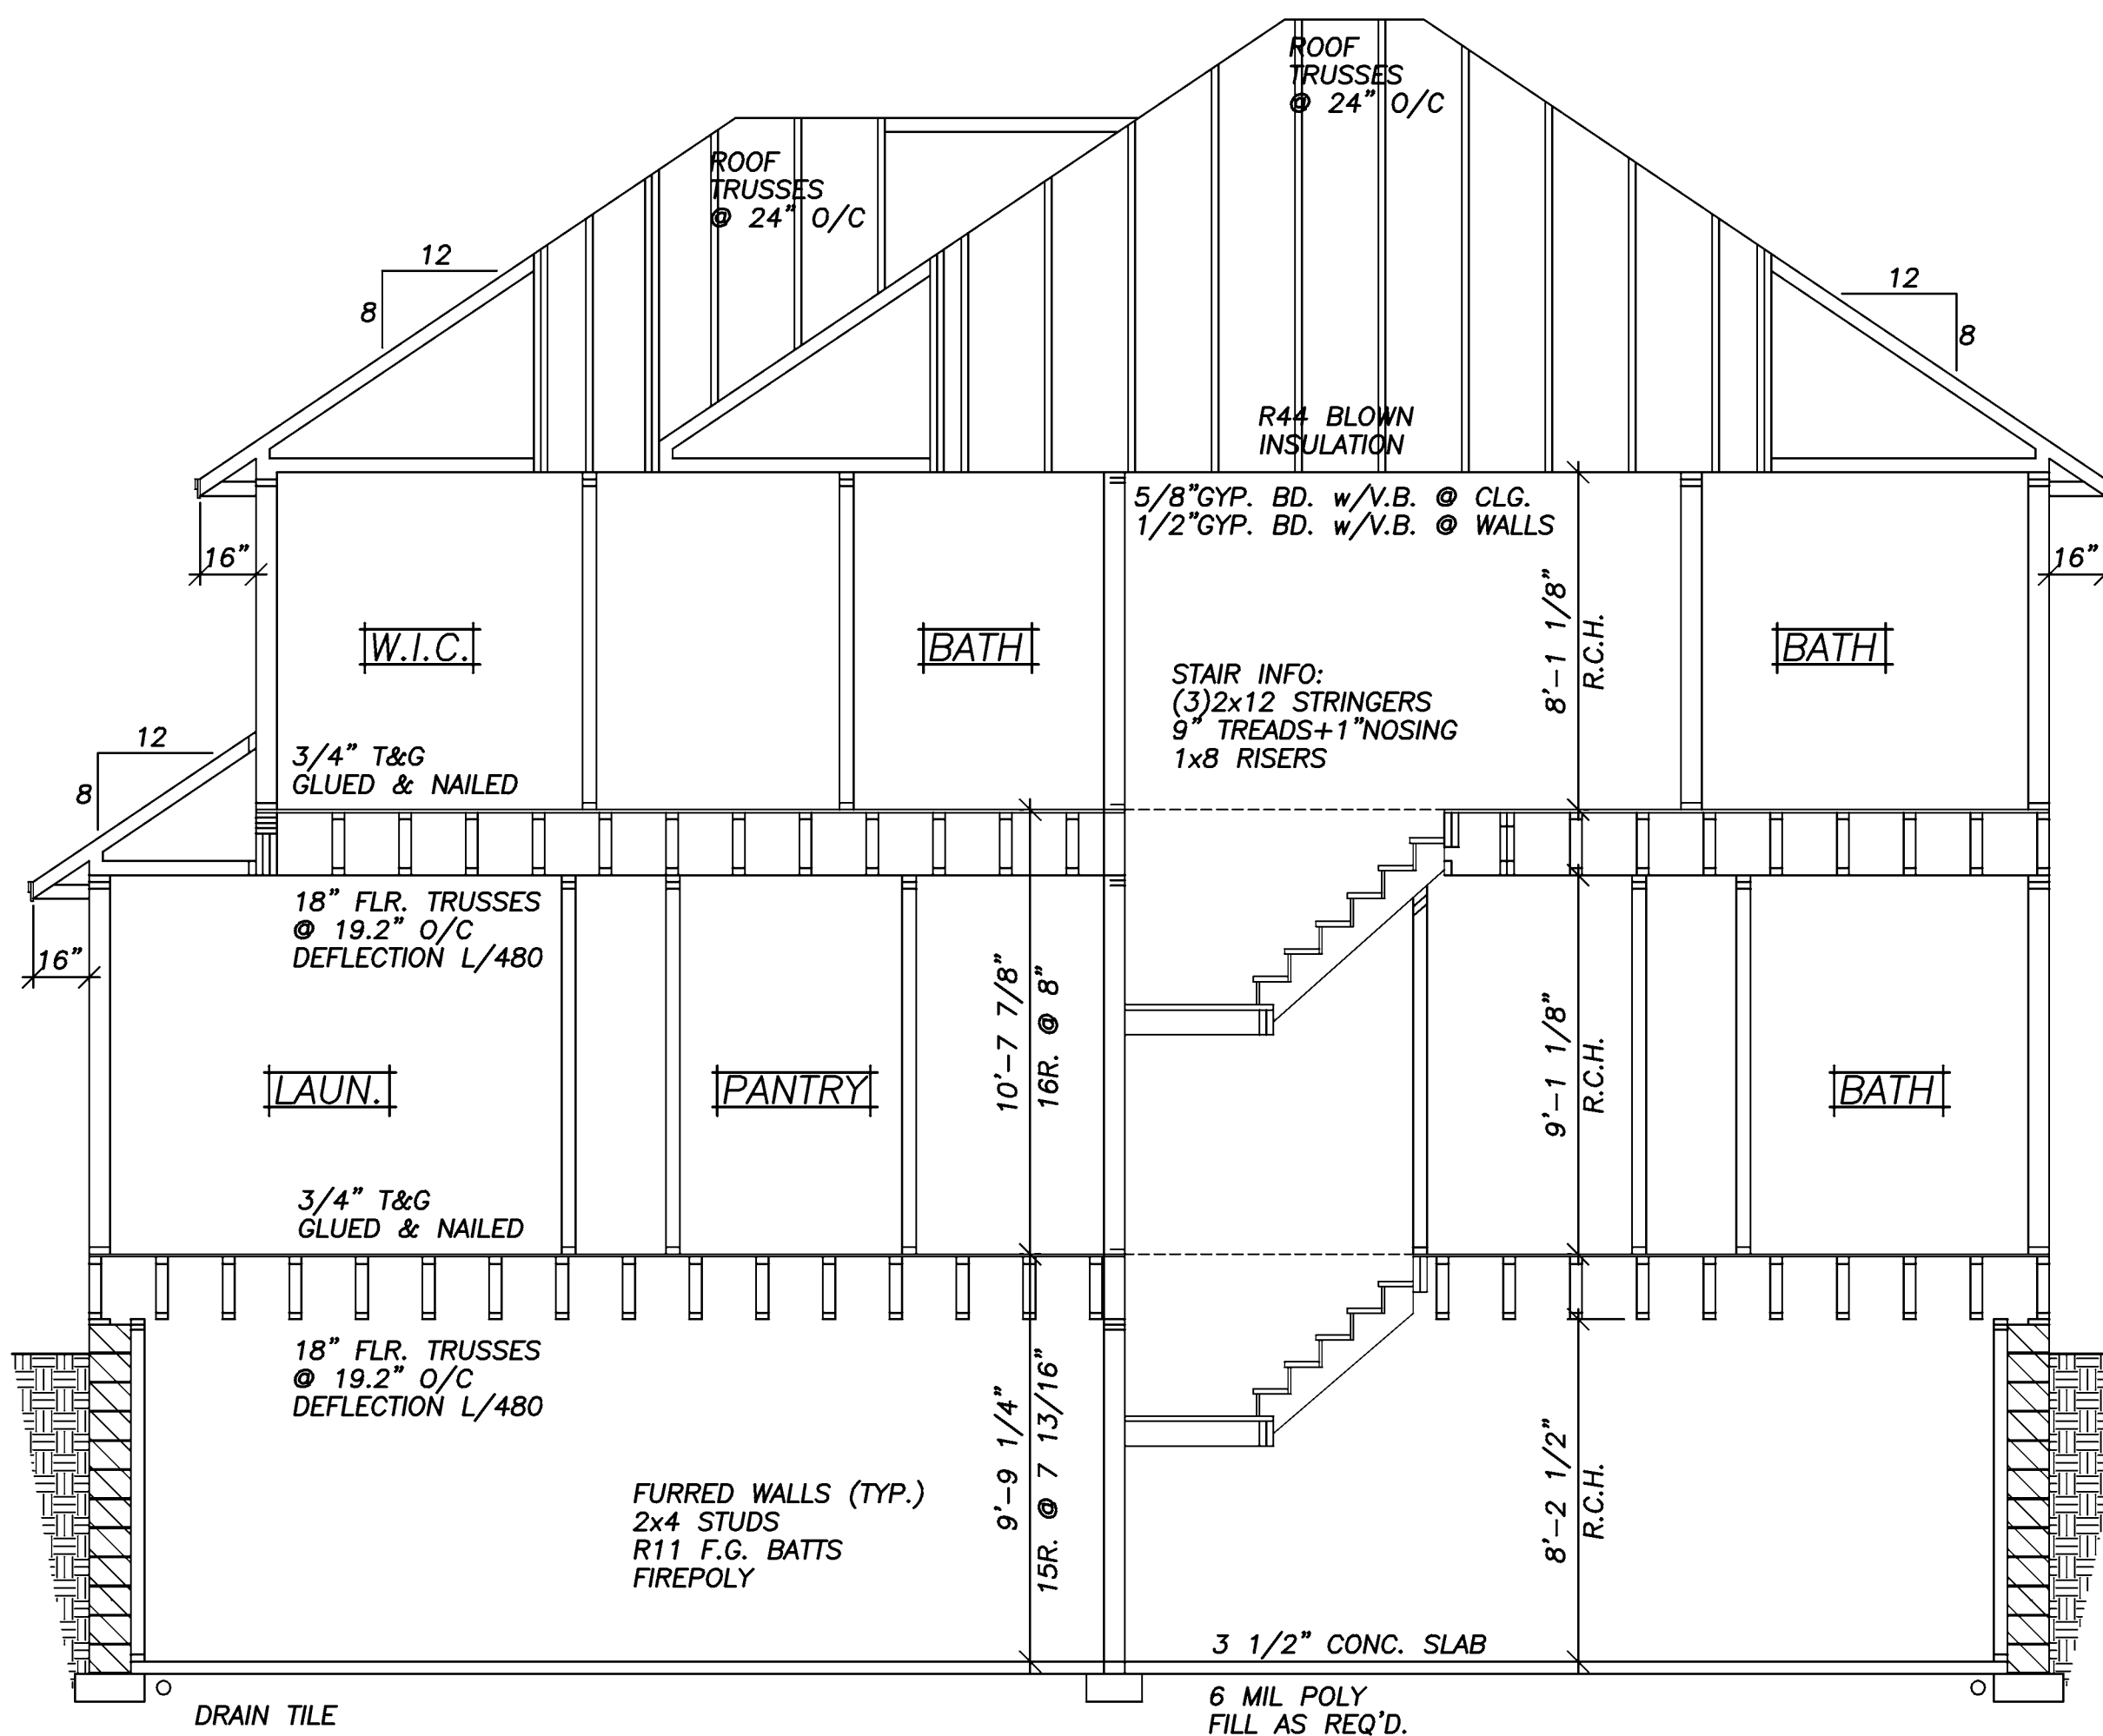 ROOF
TRUSSES
@ 24" O/C
ROOF
TRUSSES
@ 24" O/C
12
8
12
8
R44 BLOWN
INSULATION
5/8"GYP. BD. w/V.B. @ CLG.
1/2"GYP. BD. w/V.B. @ WALLS
16"
16"
W.I.C.
BATH
BATH
8'-1 1/8"
R.C.H.
STAIR INFO:
(3)2x12 STRINGERS
9" TREADS+1"NOSING
1x8 RISERS
12
8
3/4" T&G
GLUED & NAILED
18" FLR. TRUSSES
@ 19.2" O/C
DEFLECTION L/480
16"
10'-7 7/8"
16R. @ 8"
9'-1 1/8"
R.C.H.
LAUN.
PANTRY
BATH
3/4" T&G
GLUED & NAILED
18" FLR. TRUSSES
@ 19.2" O/C
DEFLECTION L/480
9'-9 1/4"
15R. @ 7 13/16"
8'-2 1/2"
R.C.H.
FURRED WALLS (TYP.)
2x4 STUDS
R11 F.G. BATTS
FIREPOLY
3 1/2" CONC. SLAB
DRAIN TILE
6 MIL POLY
FILL AS REQ'D.